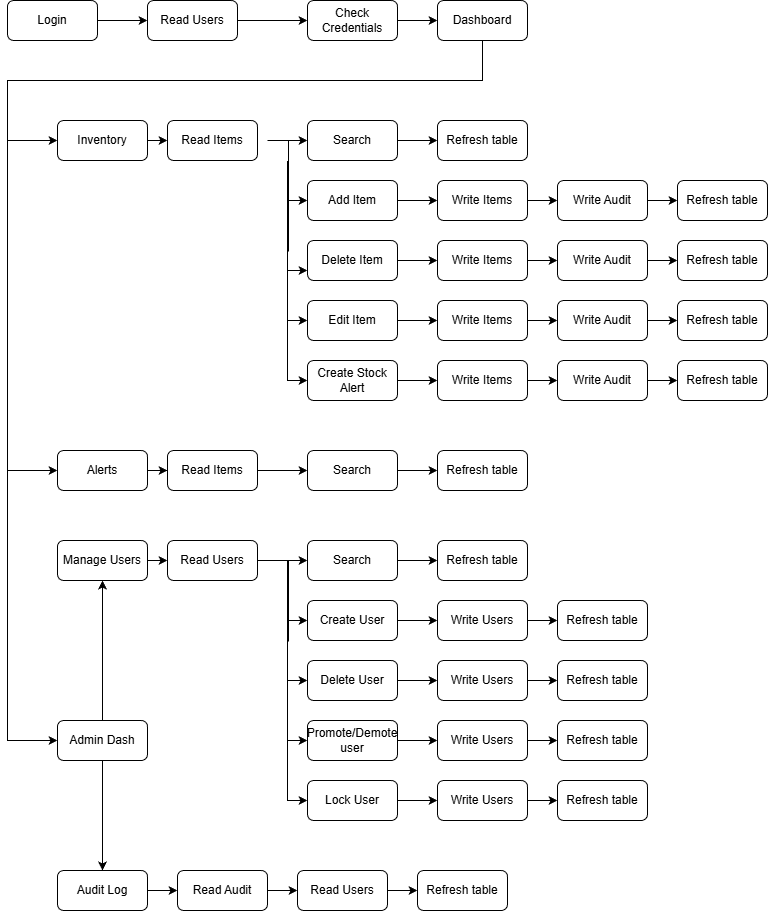 Login
Read Users
Check
Credentials
Dashboard
Inventory
Read Items
Search
Refresh table
Add Item
Write Items
Write Audit
Refresh table
Delete Item
Write Items
Write Audit
Refresh table
Edit Item
Write Items
Write Audit
Refresh table
Create Stock
Alert
Write Items
Write Audit
Refresh table
Alerts
Read Items
Search
Refresh table
Manage Users
Read Users
Search
Refresh table
Create User
Write Users
Refresh table
Delete User
Write Users
Refresh table
Admin Dash
Promote/Demote
user
Write Users
Refresh table
Lock User
Write Users
Refresh table
Audit Log
Read Audit
Read Users
Refresh table